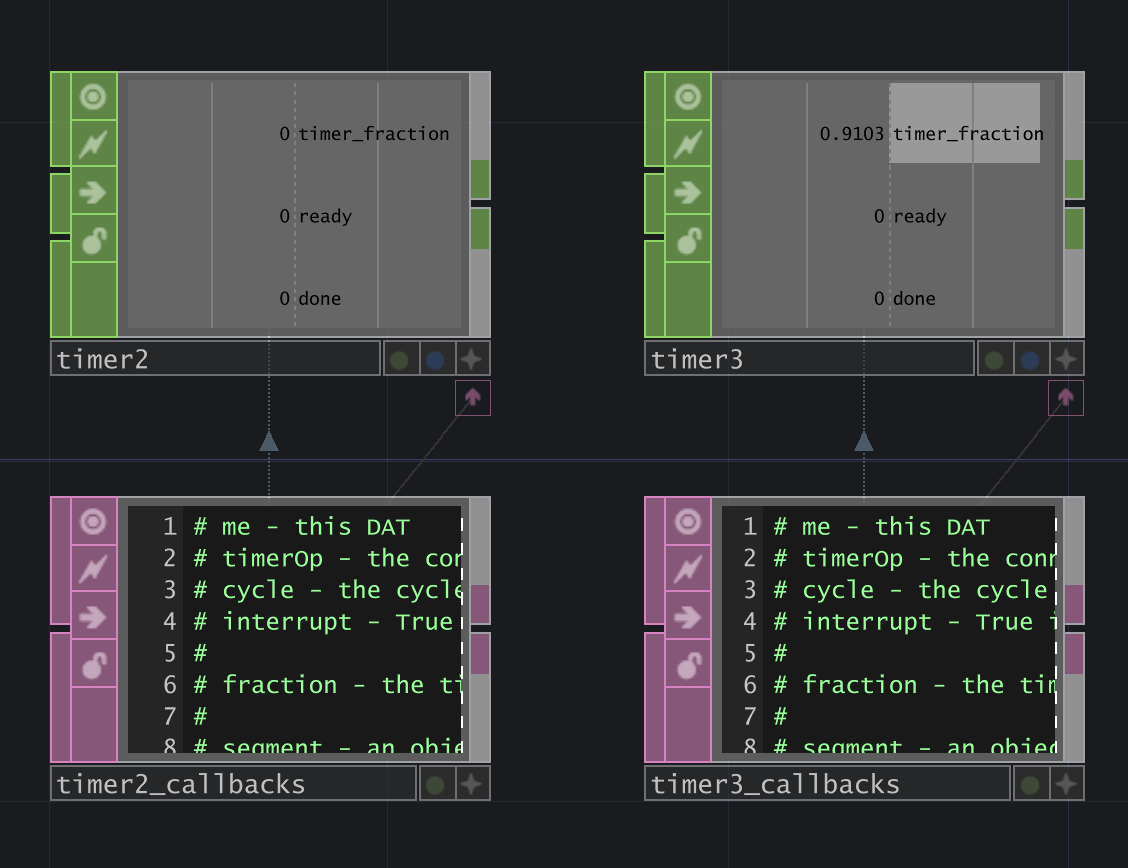 0 timer_fraction
0 ready
0 done
timer2
0.9103 timer_fraction
0 ready
0 done
timer3
1 # me - this DAT
2 # timerOp - the con
3 # cycle - the cycle
4 # interrupt - True
5 #
6 # fraction - the ti
7 #
8 # segment - an obje
timer2_callbacks
1 # me - this DAT
2 # timerOp - the conn
3 # cycle - the cycle
4 # interrupt - True i
5 #
6 # fraction - the tim
7 #
8 # segment - an objec
timer3_callbacks